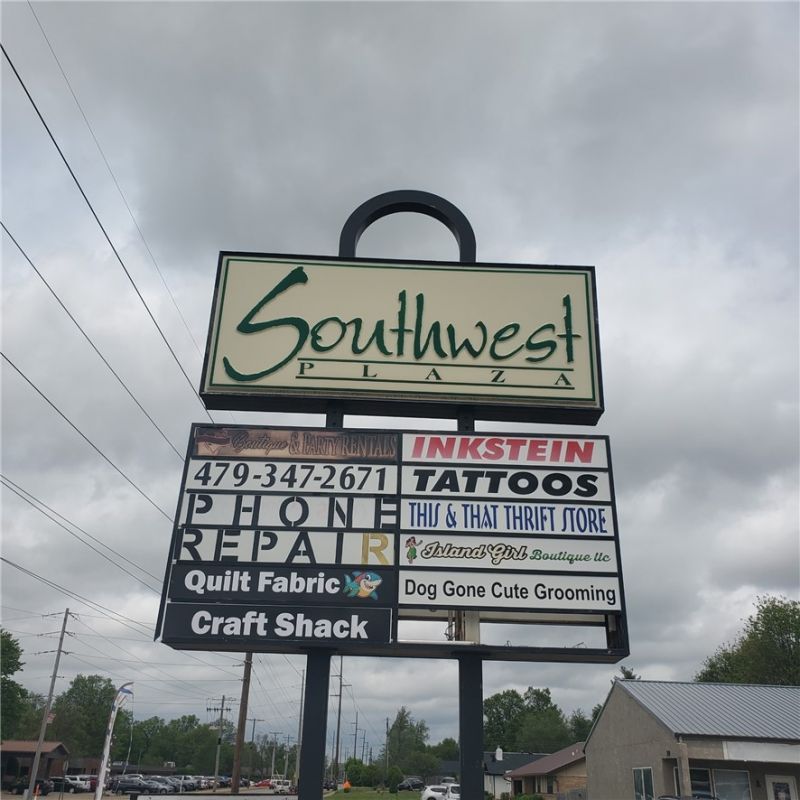 Southwest
PLAZA
Boutique & PARTY RENTALS
479-347-2671
PHONE
REPAIR
Quilt Fabric
Craft Shack
INKSTEIN
TATTOOS
THIS & THAT THRIFT STORE
Island Girl Boutique llc
Dog Gone Cute Grooming